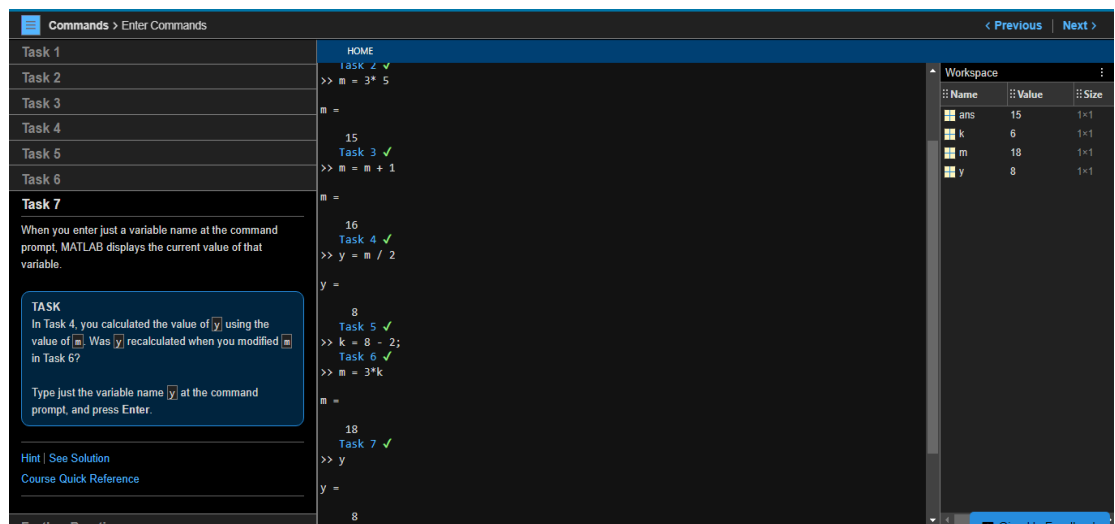 Commands > Enter Commands
< Previous | Next >
Task 1
Task 2
Task 3
Task 4
Task 5
Task 6
Task 7
When you enter just a variable name at the command
prompt, MATLAB displays the current value of that
variable.
TASK
In Task 4, you calculated the value of y using the
value of m. Was y recalculated when you modified m
in Task 6?
Type just the variable name y at the command
prompt, and press Enter.
Hint | See Solution
Course Quick Reference
HOME
Task 2 ✓
>> m = 3* 5
m =
15
Task 3 ✓
>> m = m + 1
m =
16
Task 4 ✓
>> y = m / 2
y =
8
Task 5 ✓
>> k = 8 - 2;
Task 6 ✓
>> m = 3*k
m =
18
Task 7 ✓
>> y
y =
8
Workspace
Name Value Size
ans 15 1×1
k 6 1×1
m 18 1×1
y 8 1×1